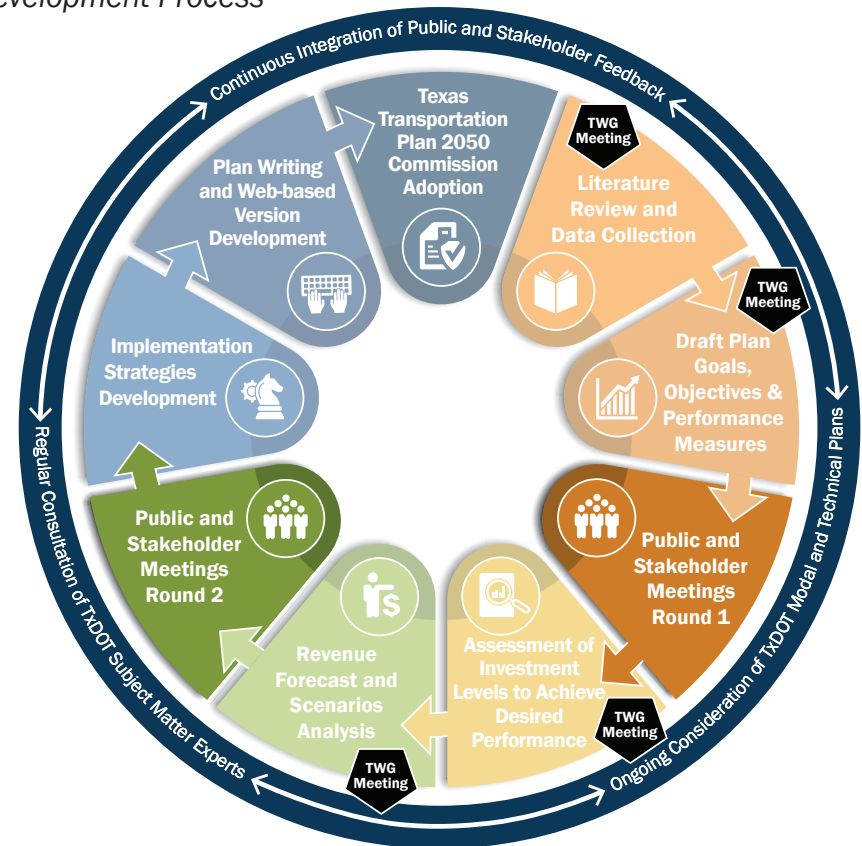 Continuous Integration of Public and Stakeholder Feedback
Texas
Transportation
Plan 2050
Commission
Adoption
TWG
Meeting
Literature
Review and
Data Collection
TWG
Meeting
Draft Plan
Goals,
Objectives &
Performance
Measures
Public and
Stakeholder
Meetings
Round 1
Assessment of
Investment
Levels to Achieve
Desired
Performance
TWG
Meeting
Revenue
Forecast and
Scenarios
Analysis
TWG
Meeting
Public and
Stakeholder
Meetings
Round 2
Implementation
Strategies
Development
Plan Writing
and Web-based
Version
Development
Ongoing Consideration of TxDOT Modal and Technical Plans
Regular Consultation of TxDOT Subject Matter Experts